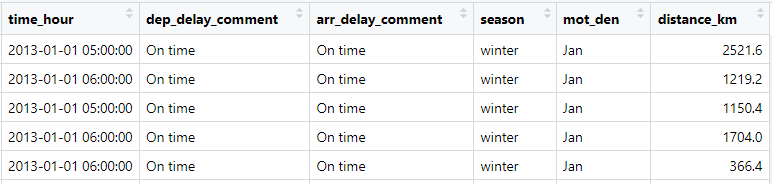 time_hour dep_delay_comment arr_delay_comment season mot_den distance_km
2013-01-01 05:00:00 On time On time winter Jan 2521.6
2013-01-01 06:00:00 On time On time winter Jan 1219.2
2013-01-01 05:00:00 On time On time winter Jan 1150.4
2013-01-01 06:00:00 On time On time winter Jan 1704.0
2013-01-01 06:00:00 On time On time winter Jan 366.4